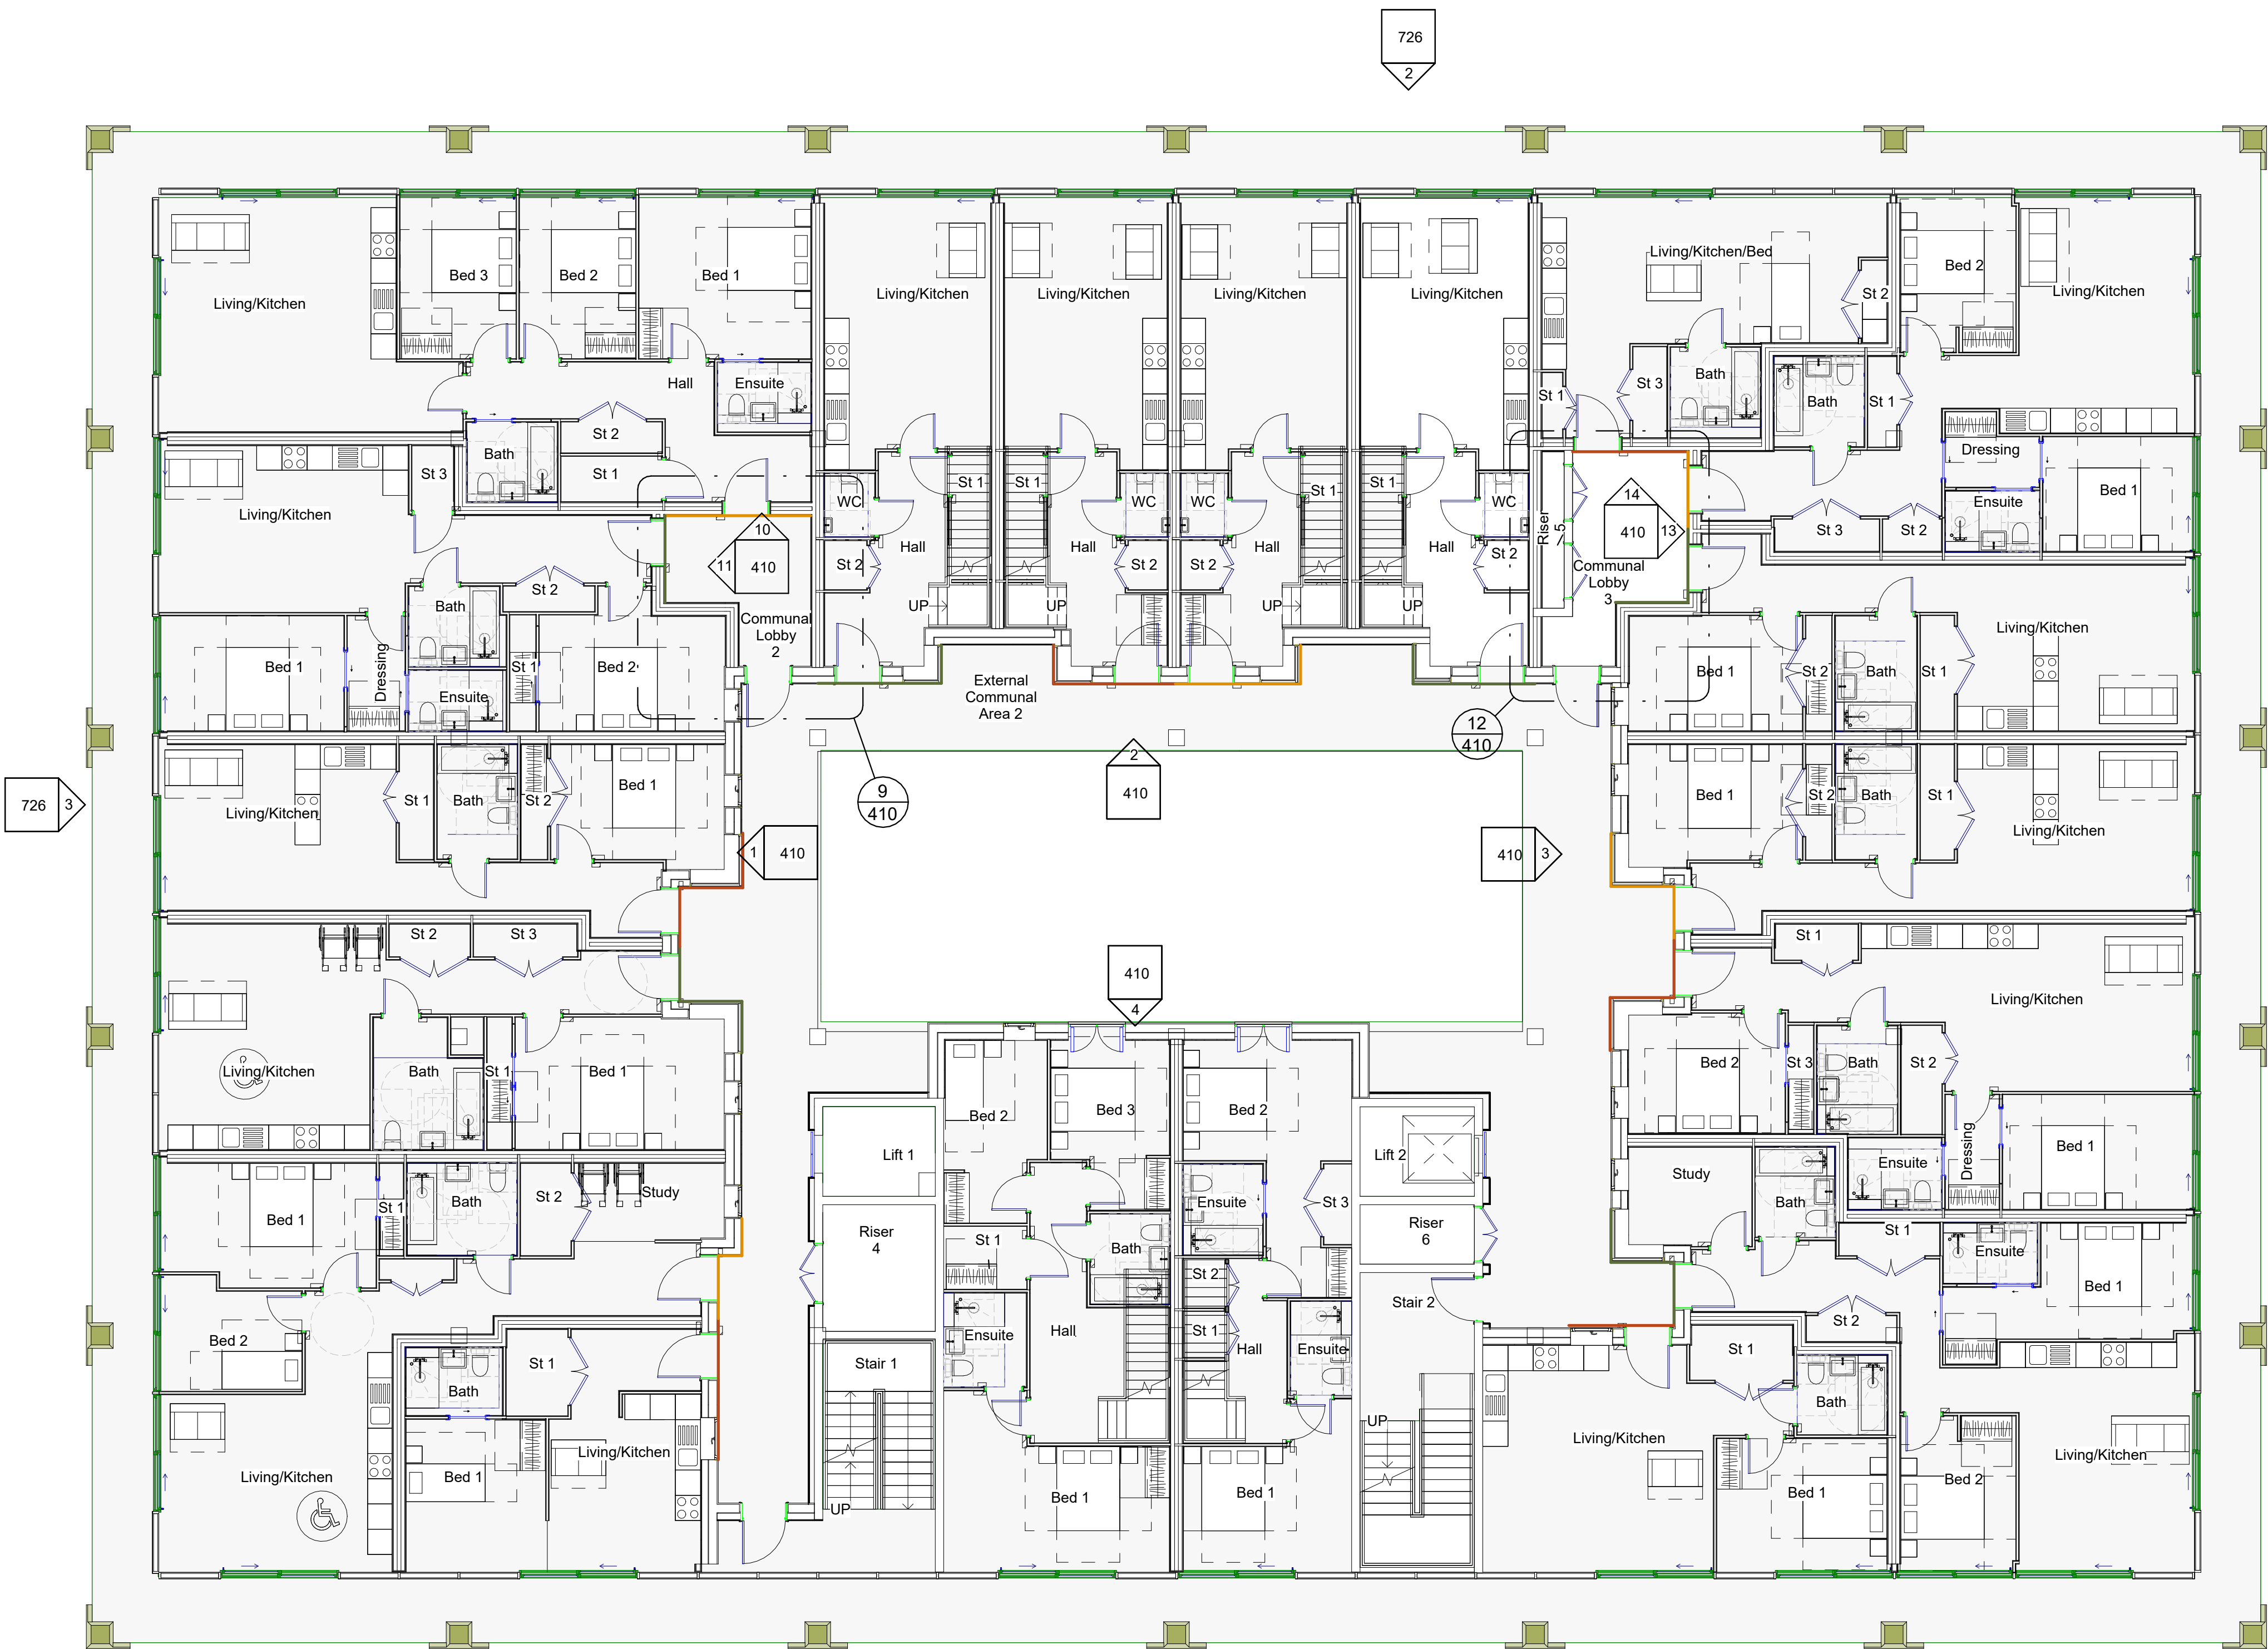 726
2
Living/Kitchen
Bed 3
Bed 2
Bed 1
Hall
Ensuite
Bath
St 2
St 1
Living/Kitchen
Living/Kitchen
Living/Kitchen
Living/Kitchen
Living/Kitchen/Bed
St 2
Bed 2
Living/Kitchen
St 1
St 3
Bath
Bath
St 1
Dressing
Ensuite
Bed 1
St 3
St 2
St 3
Living/Kitchen
Bath
St 2
Bed 1
Dressing
Ensuite
St 1
Bed 2
10
11
410
Communal
Lobby
2
WC
St 2
Hall
St 1
UP
St 1
Hall
UP
WC
St 2
WC
St 2
Hall
St 1
UP
St 1
Hall
UP
WC
St 2
Riser
5
14
410
13
Communal
Lobby
3
External
Communal
Area 2
12
410
9
410
2
410
1
410
410
3
410
4
726
3
Living/Kitchen
St 1
Bath
St 2
Bed 1
Bed 1
St 2
Bath
St 1
Living/Kitchen
Bed 1
St 2
Bath
St 1
Living/Kitchen
St 2
St 3
Living/Kitchen
Bath
St 1
Bed 1
St 1
Living/Kitchen
Bed 2
St 3
Bath
St 2
Dressing
Bed 1
Ensuite
Bed 1
St 1
Bath
St 2
Study
Bed 2
Living/Kitchen
Bath
St 1
Bed 1
Living/Kitchen
Lift 1
Riser
4
Stair 1
UP
Bed 2
Bed 3
St 1
Bath
Ensuite
Hall
Bed 1
Bed 2
Ensuite
St 3
St 2
St 1
Hall
Ensuite
Bed 1
Lift 2
Riser
6
Stair 2
UP
Study
Bath
St 1
Ensuite
Bed 1
St 2
St 1
Bath
Living/Kitchen
Bed 1
Bed 2
Living/Kitchen